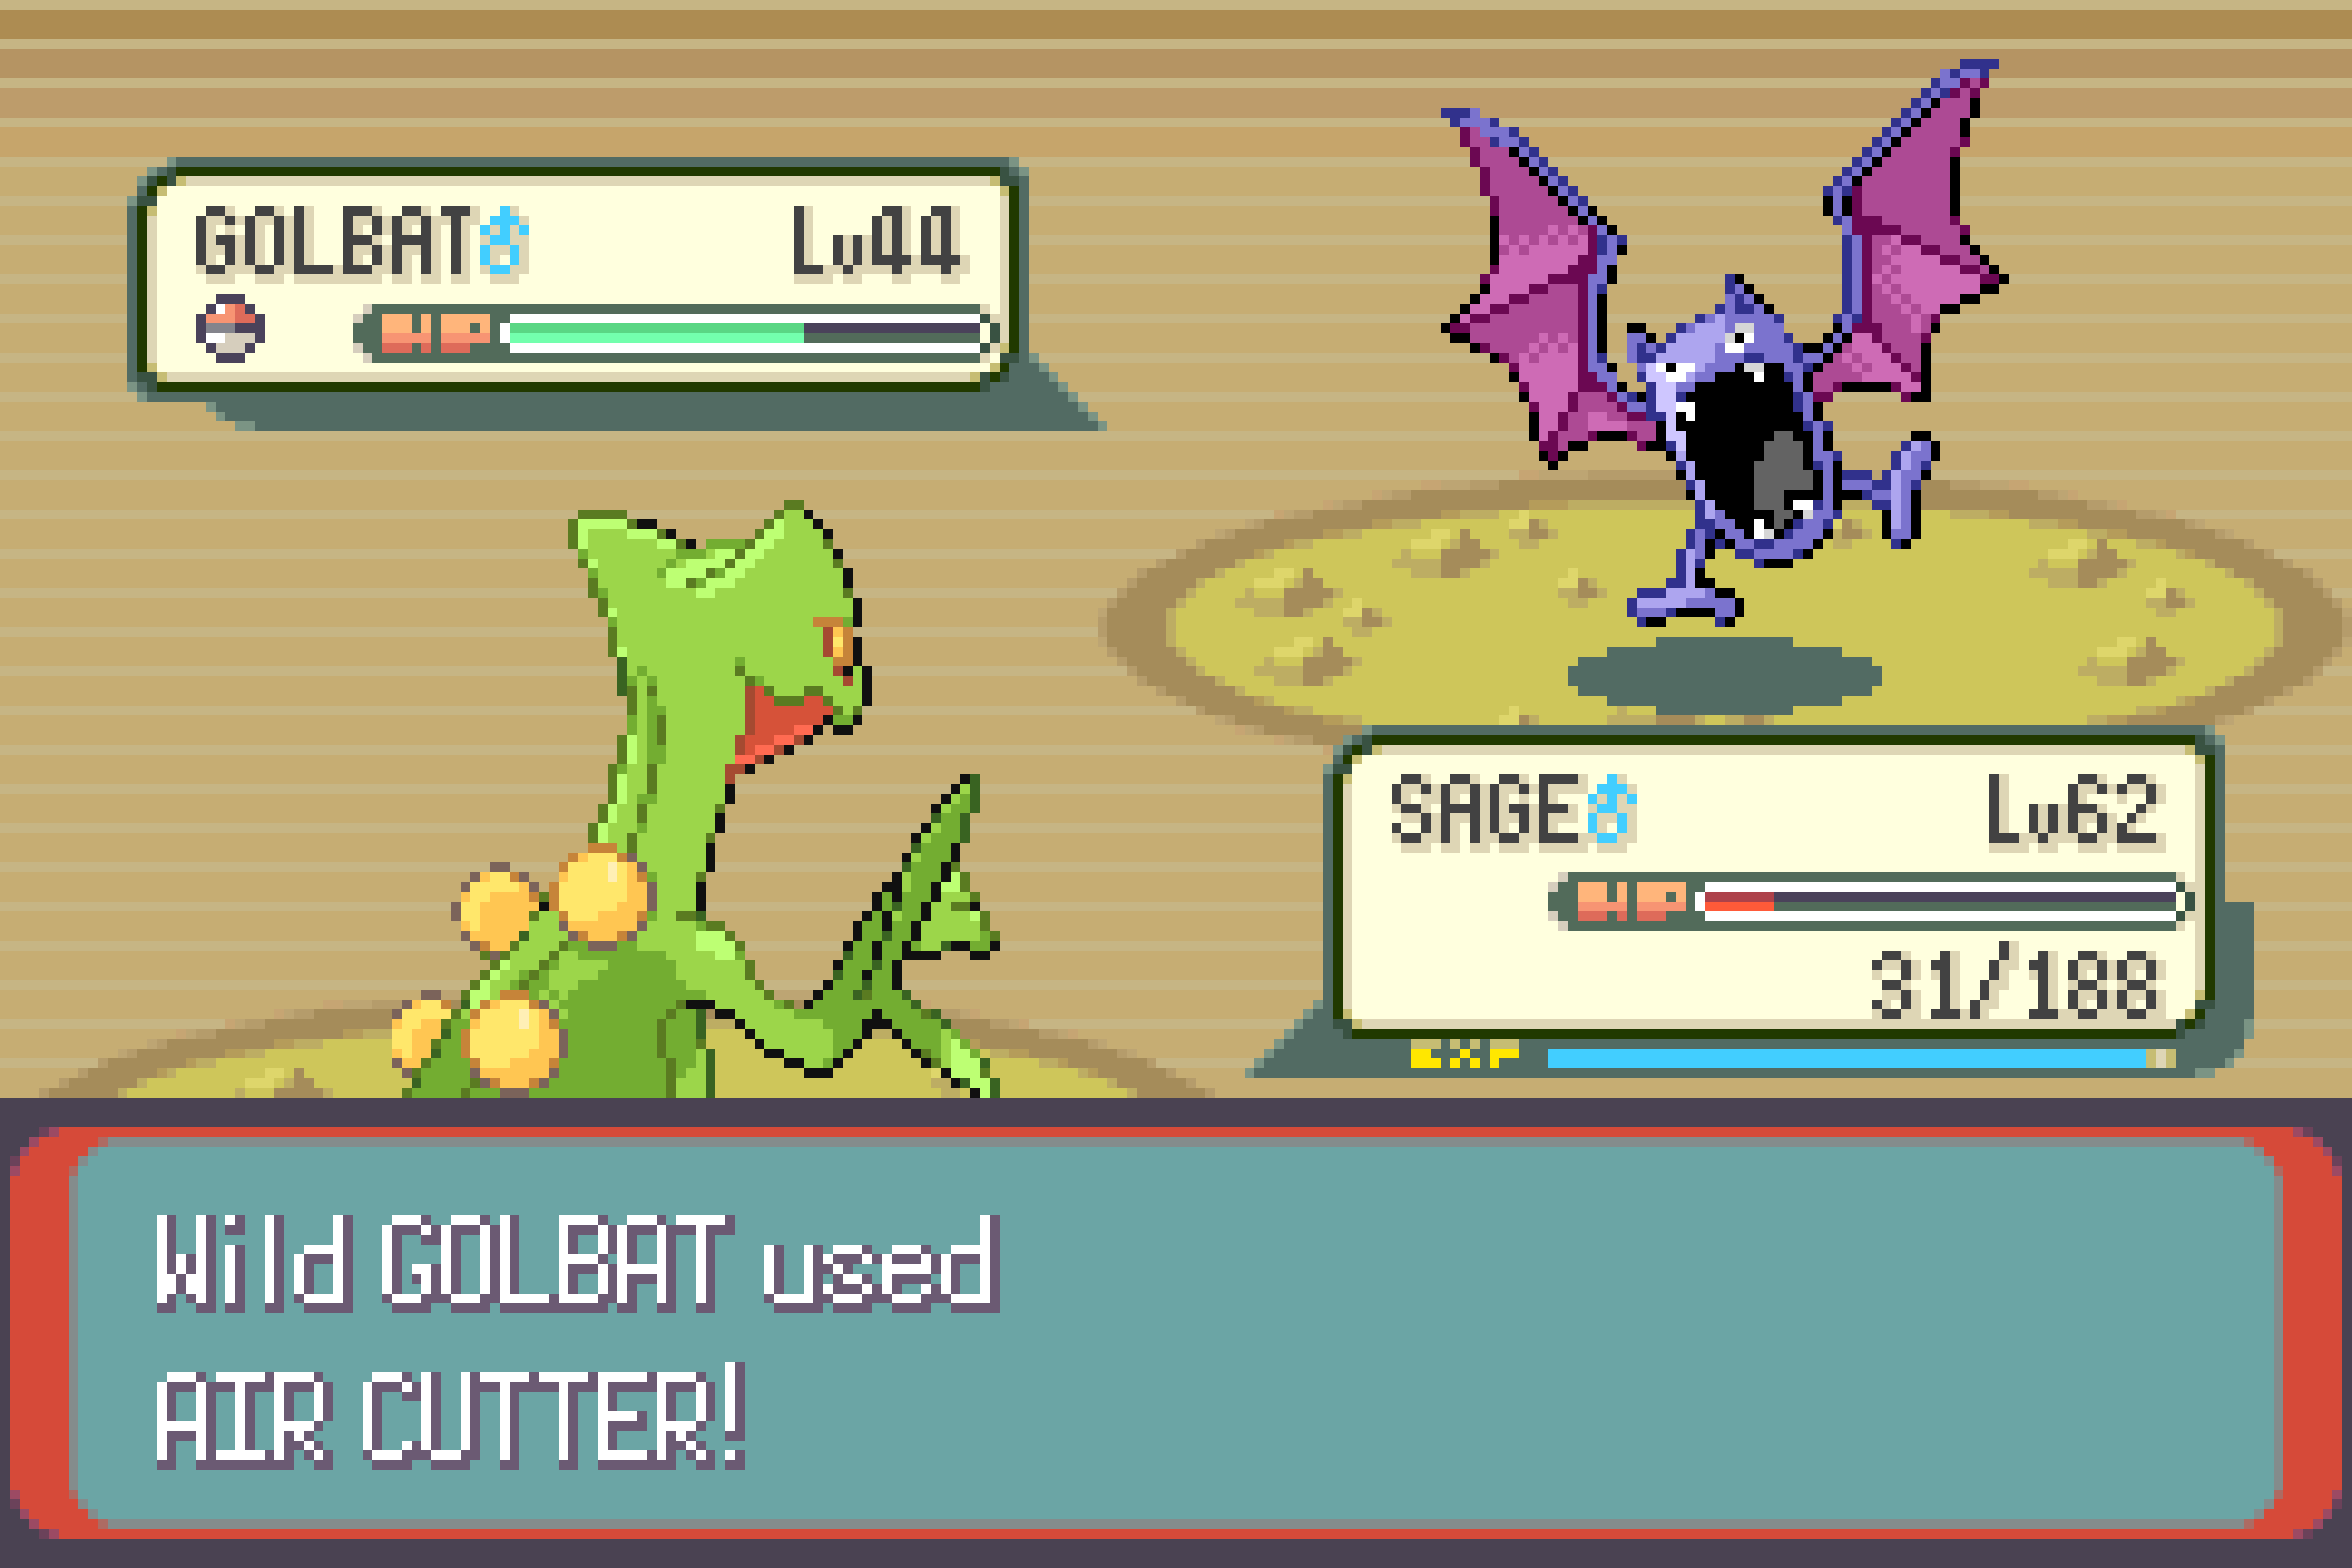 GOLBAT♂ Lv44
HP
SAGE♂ Lv62
HP
31/188
EXP
Wild GOLBAT used
AIR CUTTER!